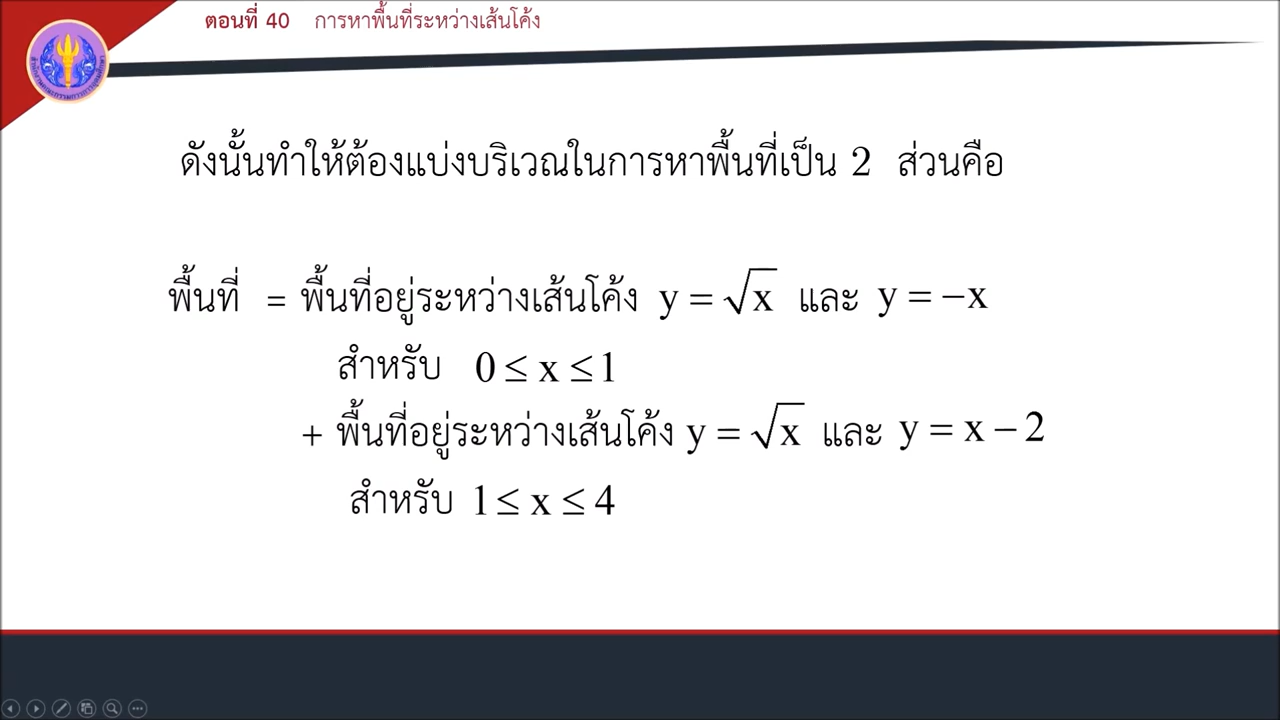 ตอนที่ 40 การหาพื้นที่ระหว่างเส้นโค้ง
ดังนั้นทำให้ต้องแบ่งบริเวณในการหาพื้นที่เป็น 2 ส่วนคือ
พื้นที่ = พื้นที่อยู่ระหว่างเส้นโค้ง y = √x และ y = −x
สำหรับ 0 ≤ x ≤ 1
+ พื้นที่อยู่ระหว่างเส้นโค้ง y = √x และ y = x − 2
สำหรับ 1 ≤ x ≤ 4